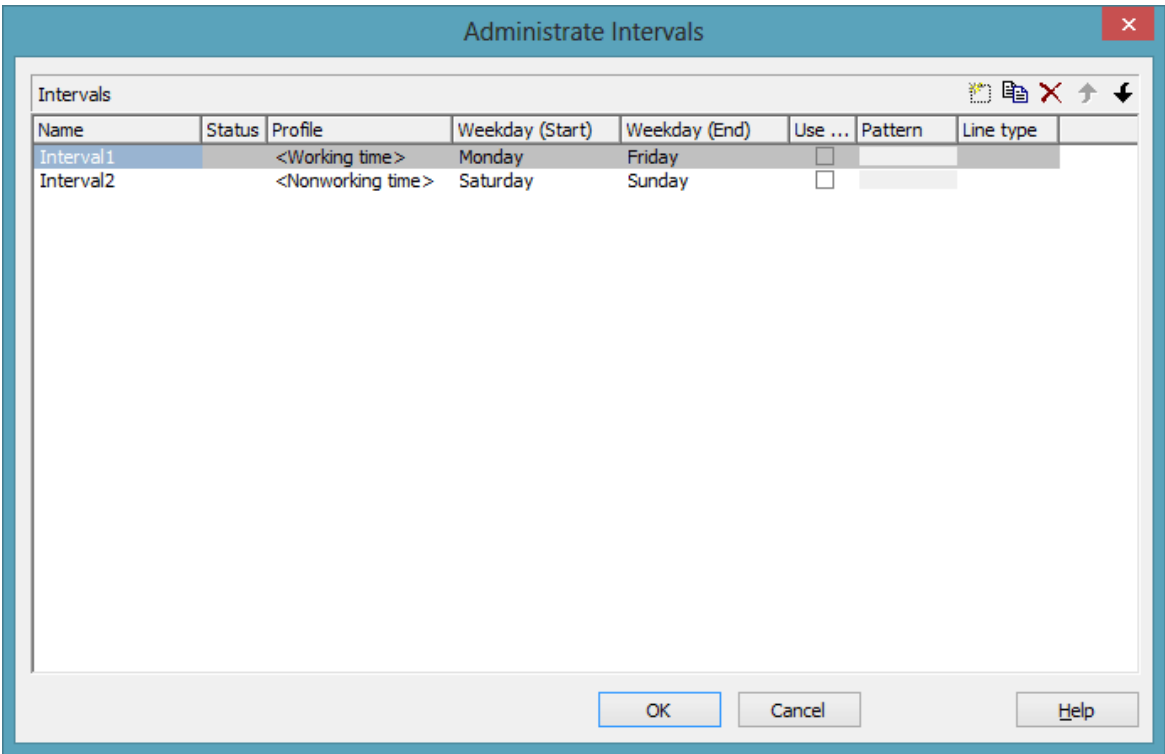 Administrate Intervals
Intervals
Name Status Profile Weekday (Start) Weekday (End) Use ... Pattern Line type
Interval1 <Working time> Monday Friday
Interval2 <Nonworking time> Saturday Sunday
OK Cancel Help